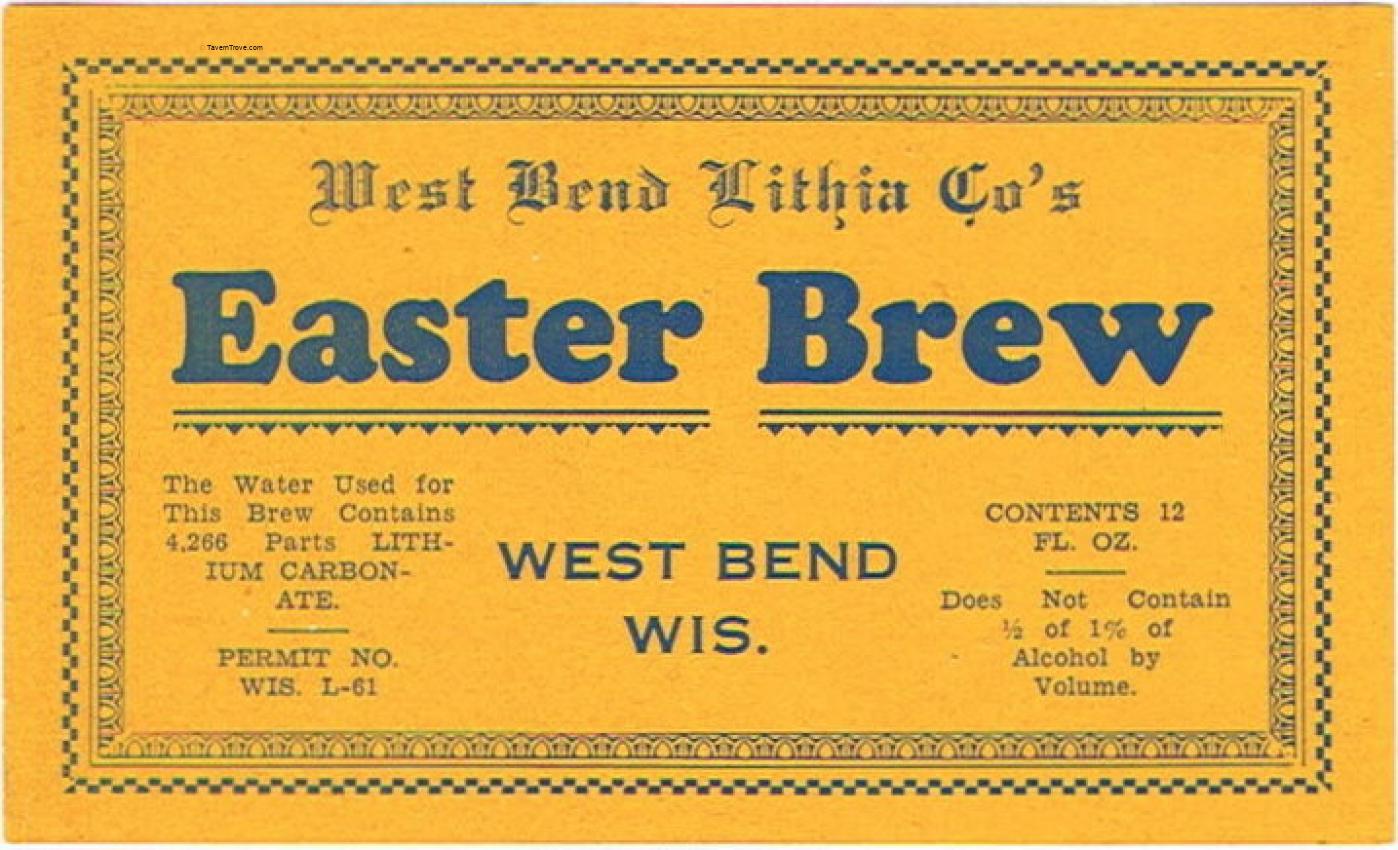 TavernTrove.com
West Bend Lithia Co's
Easter Brew
The Water Used for
This Brew Contains
4,266 Parts LITH-
IUM CARBON-
ATE.
PERMIT NO.
WIS. L-61
WEST BEND
WIS.
CONTENTS 12
FL. OZ.
Does Not Contain
½ of 1% of
Alcohol by
Volume.